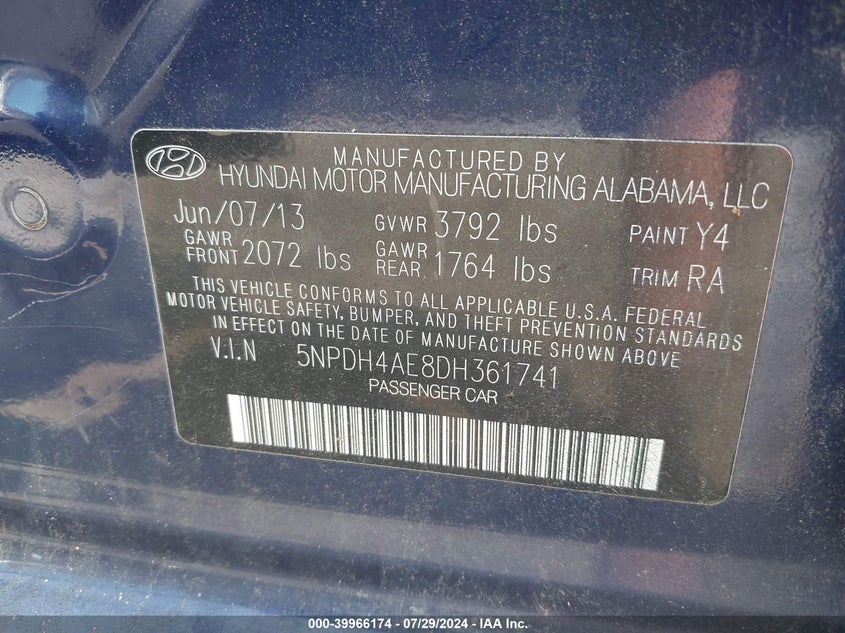 MANUFACTURED BY
HYUNDAI MOTOR MANUFACTURING ALABAMA, LLC
Jun/07/13 GVWR 3792 lbs PAINT Y4
GAWR FRONT 2072 lbs GAWR REAR. 1764 lbs TRIM RA
THIS VEHICLE CONFORMS TO ALL APPLICABLE U.S.A. FEDERAL
MOTOR VEHICLE SAFETY, BUMPER, AND THEFT PREVENTION STANDARDS
IN EFFECT ON THE DATE OF MANUFACTURE SHOWN ABOVE
V.I.N 5NPDH4AE8DH361741
PASSENGER CAR
000-39966174 - 07/29/2024 - IAA Inc.